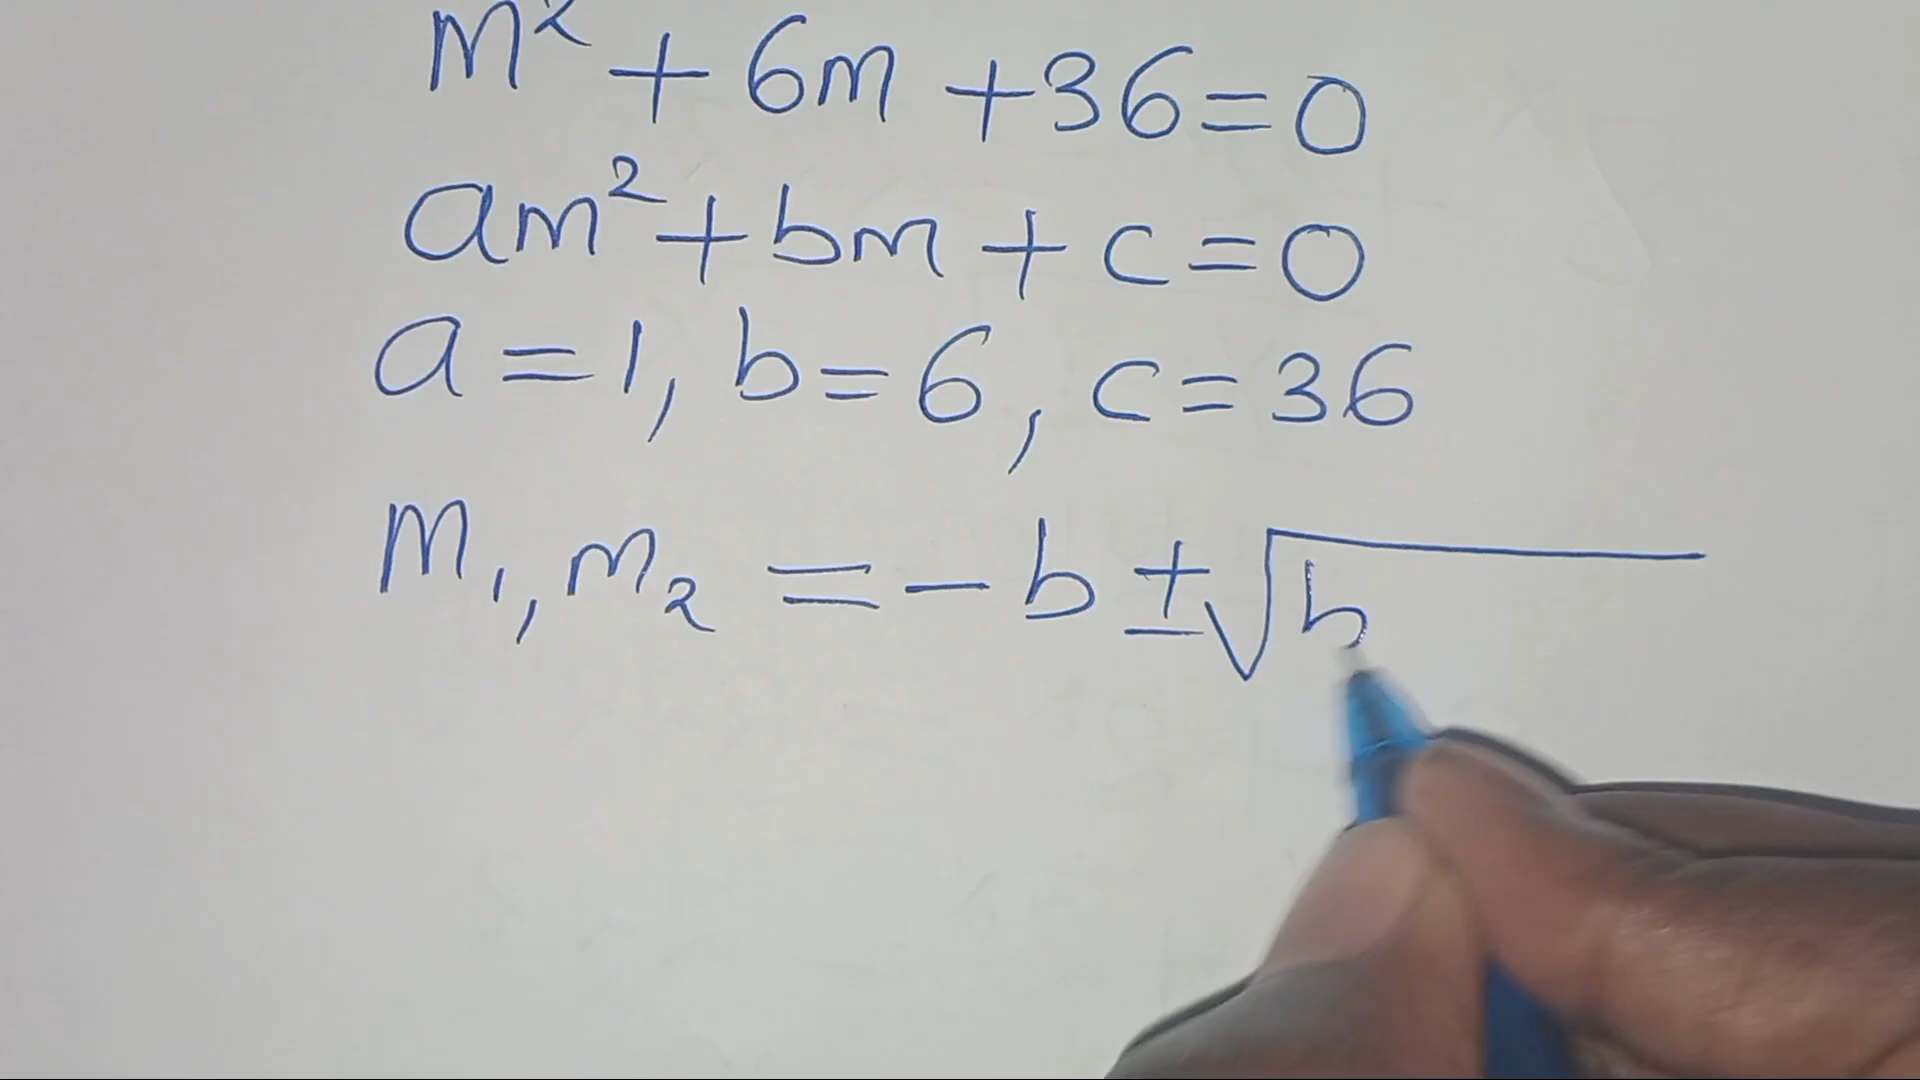 m² + 6m + 36 = 0
am² + bm + c = 0
a = 1, b = 6, c = 36
m₁, m₂ = -b ± √b